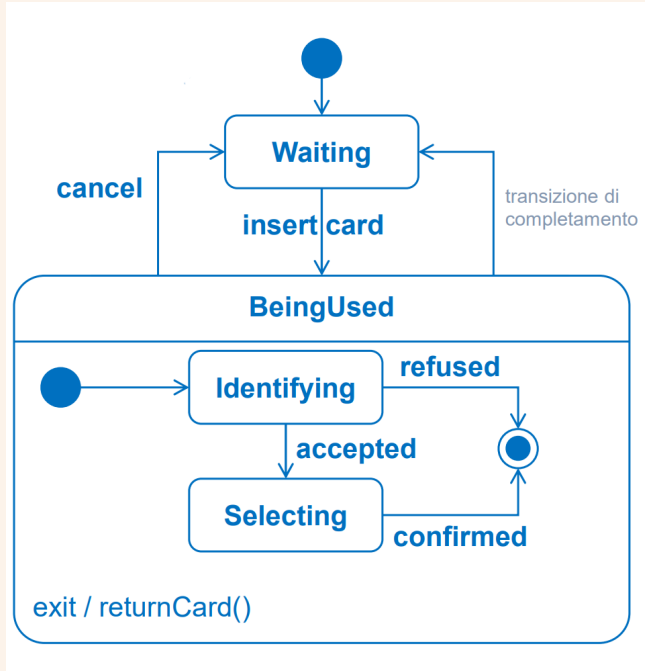 Waiting
cancel
transizione di
completamento
insert card
BeingUsed
Identifying
refused
accepted
Selecting
confirmed
exit / returnCard()